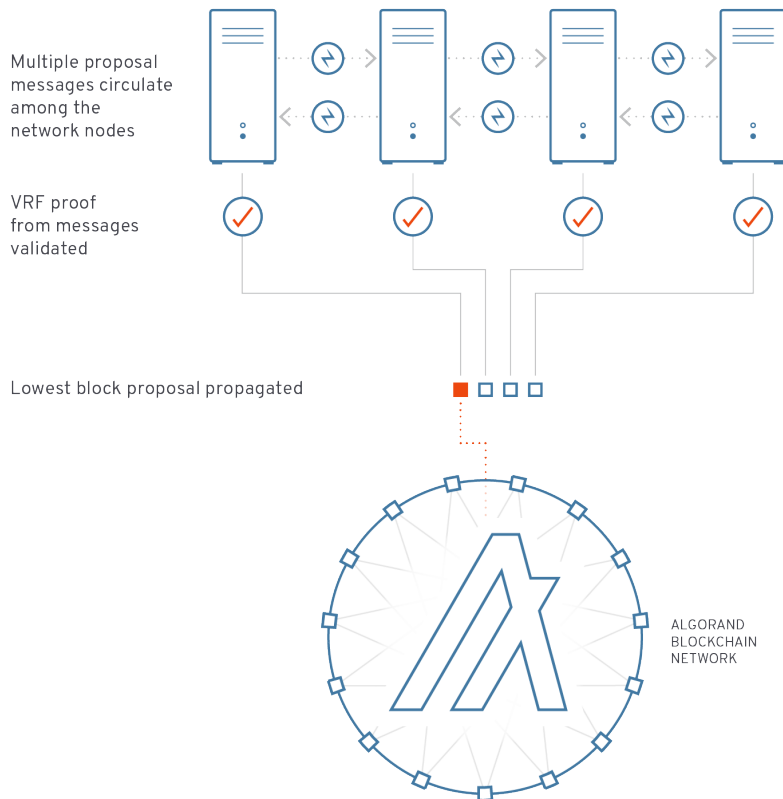 Multiple proposal
messages circulate
among the
network nodes
VRF proof
from messages
validated
Lowest block proposal propagated
ALGORAND
BLOCKCHAIN
NETWORK